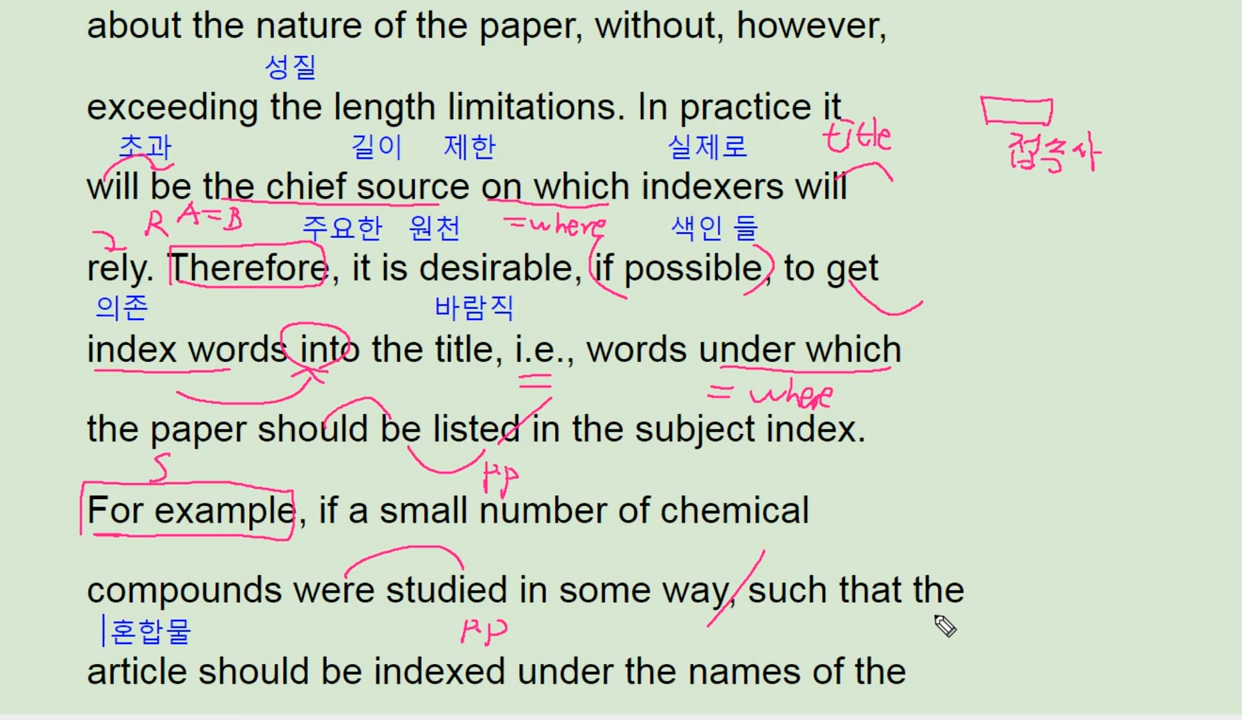 about the nature of the paper, without, however,
성질
exceeding the length limitations. In practice it
초과 길이 제한 실제로 title 접속사
will be the chief source on which indexers will
R A=B 주요한 원천 =where 색인 들
rely. Therefore, it is desirable, (if possible,) to get
의존 바람직
index words into the title, i.e., words under which
= where
the paper should be listed in the subject index.
S pp
For example, if a small number of chemical
compounds were studied in some way, such that the
혼합물 pp
article should be indexed under the names of the